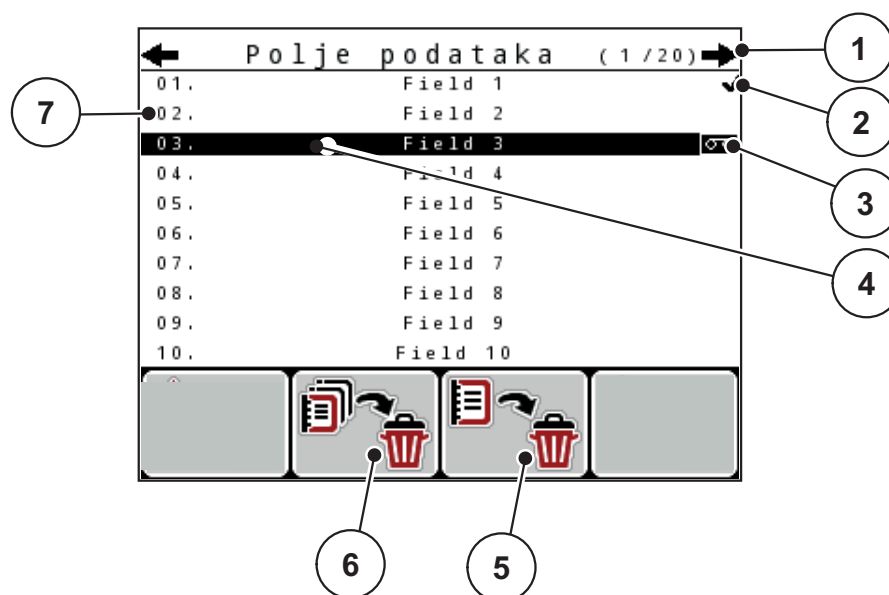 Polje podataka (1/20)
01. Field 1
02. Field 2
03. Field 3
04. Field 4
05. Field 5
06. Field 6
07. Field 7
08. Field 8
09. Field 9
10. Field 10
1
2
3
4
5
6
7